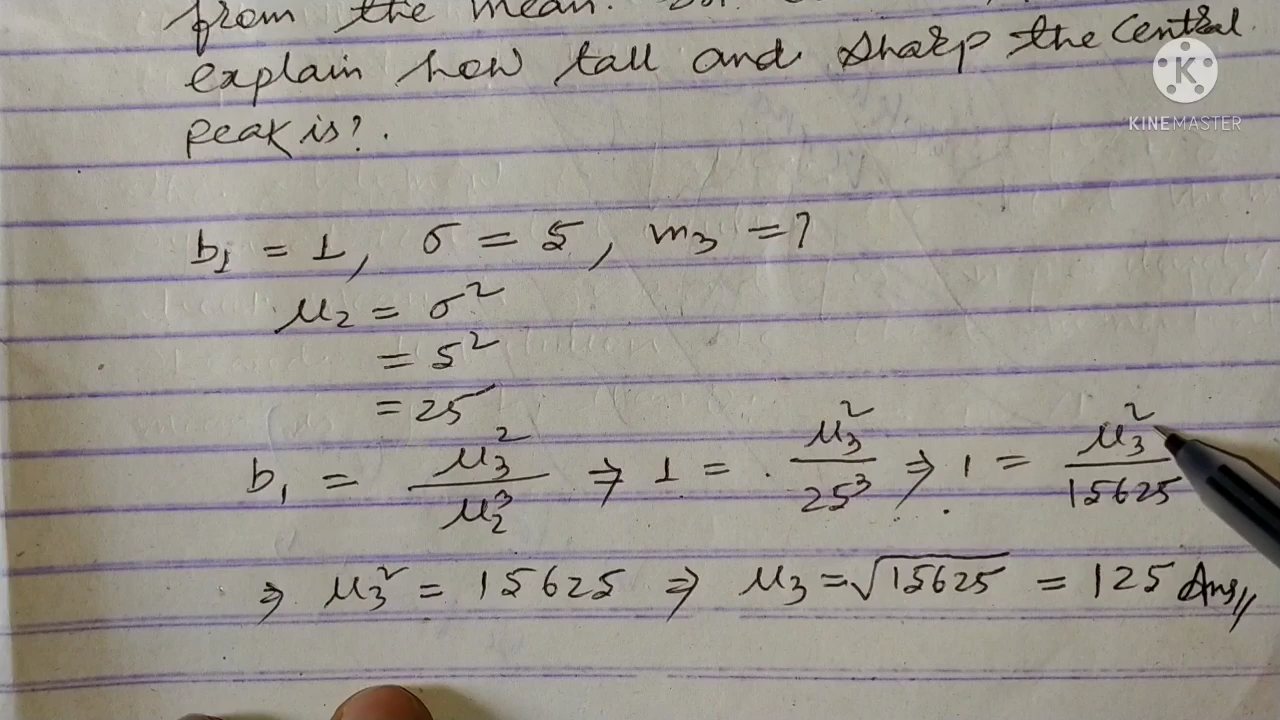 from the mean.
explain how tall and sharp the central
peak is?.
K
KINEMASTER
b₁ = 1, σ = 5, m₃ = ?
μ₂ = σ²
= 5²
= 25
b₁ = μ₃² / μ₂³ ⇒ 1 = . μ₃² / 25³ ⇒ 1 = μ₃² / 15625
⇒ μ₃² = 15625 ⇒ μ₃ = √15625 = 125 Ans//